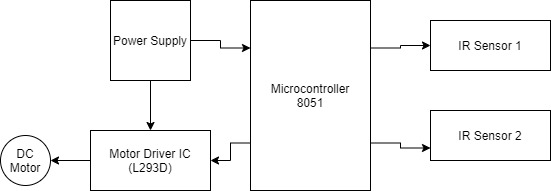 Power Supply
Microcontroller
8051
IR Sensor 1
IR Sensor 2
Motor Driver IC
(L293D)
DC
Motor